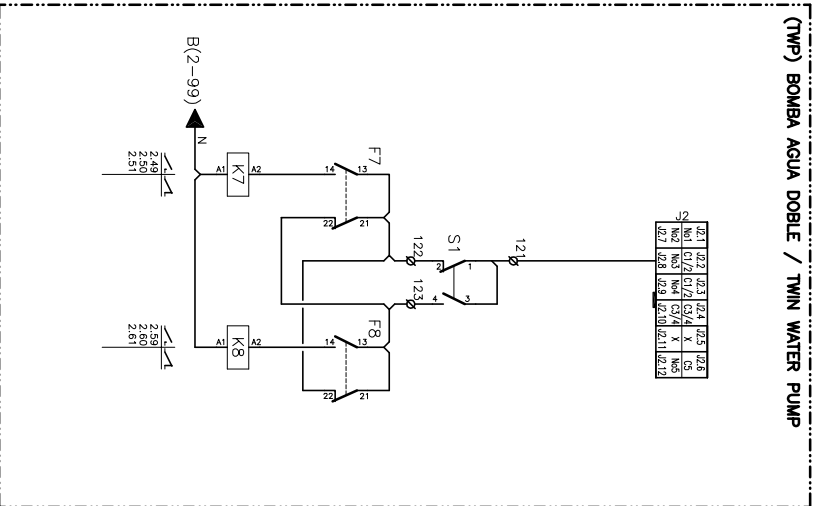 (TWP) BOMBA AGUA DOBLE / TWIN WATER PUMP
J2
J2.1 J2.2 J2.3 J2.4 J2.5 J2.6
No1 C1/2 C1/2 C3/4 X C5
No2 No3 No4 C3/4 X No5
J2.7 J2.8 J2.9 J2.10 J2.11 J2.12
121
S1
1 3
2 4
122 123
F7
13 21
14 22
F8
13 21
14 22
A2 K7 A1
A2 K8 A1
B(2-99) N
2.49
2.50
2.51
2.59
2.60
2.61